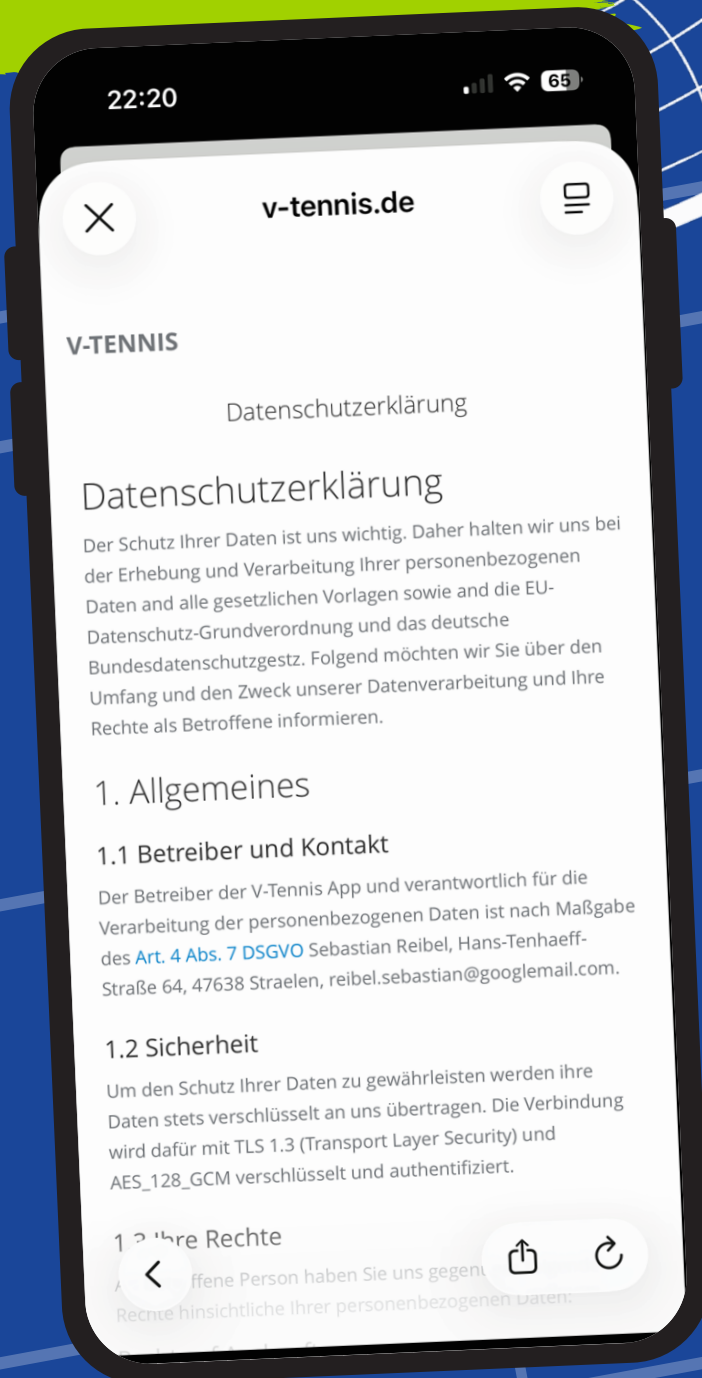 22:20
65
v-tennis.de
V-TENNIS
Datenschutzerklärung
Datenschutzerklärung
Der Schutz Ihrer Daten ist uns wichtig. Daher halten wir uns bei
der Erhebung und Verarbeitung Ihrer personenbezogenen
Daten and alle gesetzlichen Vorlagen sowie and die EU-
Datenschutz-Grundverordnung und das deutsche
Bundesdatenschutzgestz. Folgend möchten wir Sie über den
Umfang und den Zweck unserer Datenverarbeitung und Ihre
Rechte als Betroffene informieren.
1. Allgemeines
1.1 Betreiber und Kontakt
Der Betreiber der V-Tennis App und verantwortlich für die
Verarbeitung der personenbezogenen Daten ist nach Maßgabe
des Art. 4 Abs. 7 DSGVO Sebastian Reibel, Hans-Tenhaeff-
Straße 64, 47638 Straelen, reibel.sebastian@googlemail.com.
1.2 Sicherheit
Um den Schutz Ihrer Daten zu gewährleisten werden ihre
Daten stets verschlüsselt an uns übertragen. Die Verbindung
wird dafür mit TLS 1.3 (Transport Layer Security) und
AES_128_GCM verschlüsselt und authentifiziert.
1.3 Ihre Rechte
Person haben Sie uns
Rechte hinsichtliche Ihrer personenbezogenen Daten: